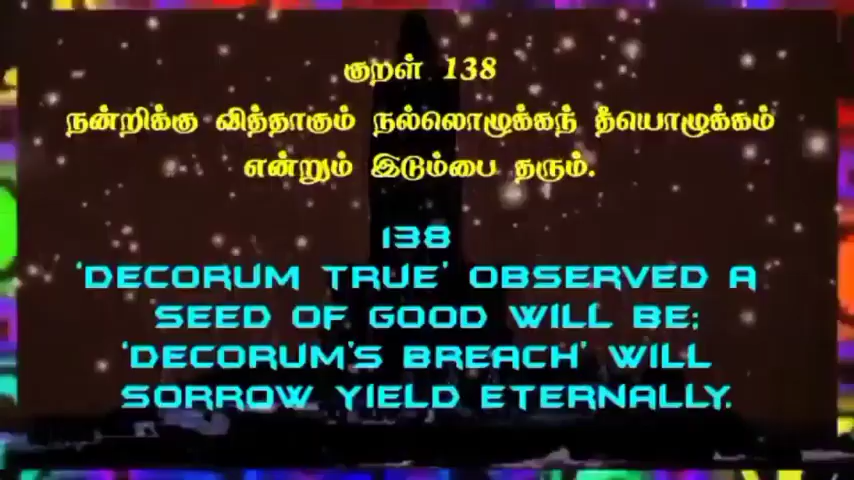 குறள் 138
நன்றிக்கு வித்தாகும் நல்லொழுக்கந் தீயொழுக்கம்
என்றும் இடும்பை தரும்.
138
'DECORUM TRUE' OBSERVED A
SEED OF GOOD WILL BE;
'DECORUM'S BREACH' WILL
SORROW YIELD ETERNALLY.